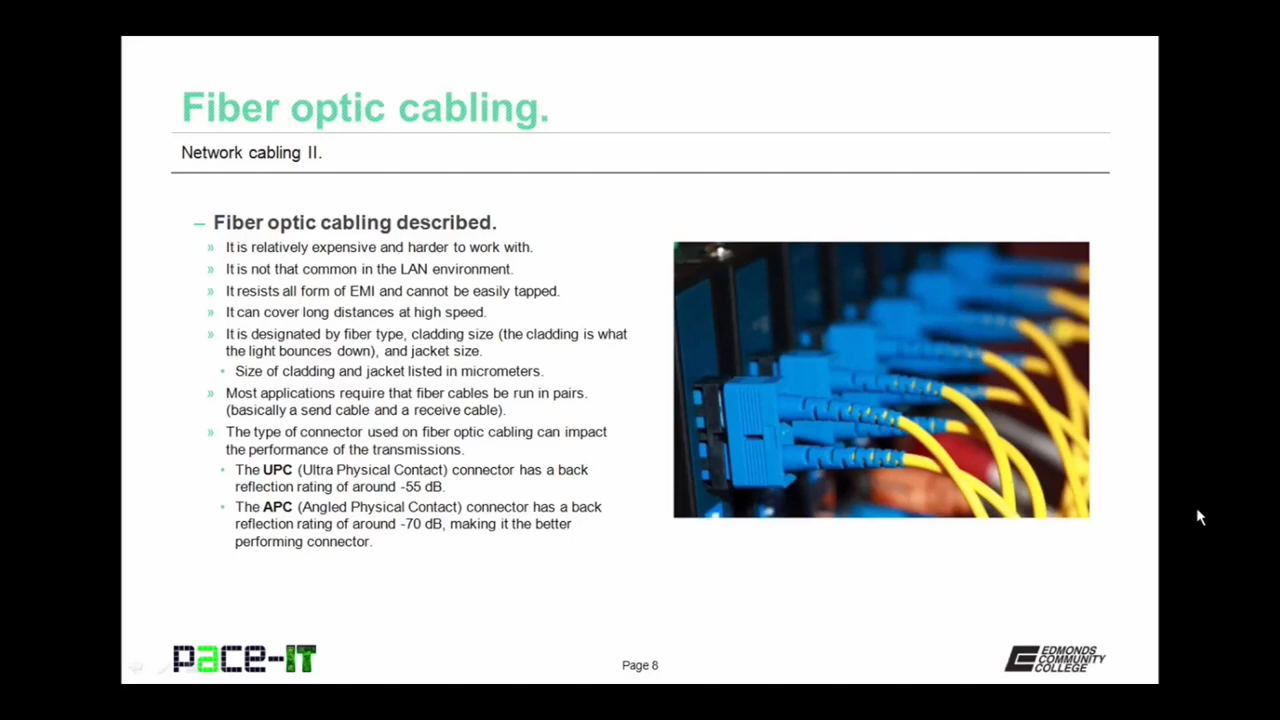 Fiber optic cabling.
Network cabling II.
– Fiber optic cabling described.
» It is relatively expensive and harder to work with.
» It is not that common in the LAN environment.
» It resists all form of EMI and cannot be easily tapped.
» It can cover long distances at high speed.
» It is designated by fiber type, cladding size (the cladding is what
the light bounces down), and jacket size.
• Size of cladding and jacket listed in micrometers.
» Most applications require that fiber cables be run in pairs.
(basically a send cable and a receive cable).
» The type of connector used on fiber optic cabling can impact
the performance of the transmissions.
• The UPC (Ultra Physical Contact) connector has a back
reflection rating of around -55 dB.
• The APC (Angled Physical Contact) connector has a back
reflection rating of around -70 dB, making it the better
performing connector.
pace-IT
Page 8
EDMONDS
COMMUNITY
COLLEGE